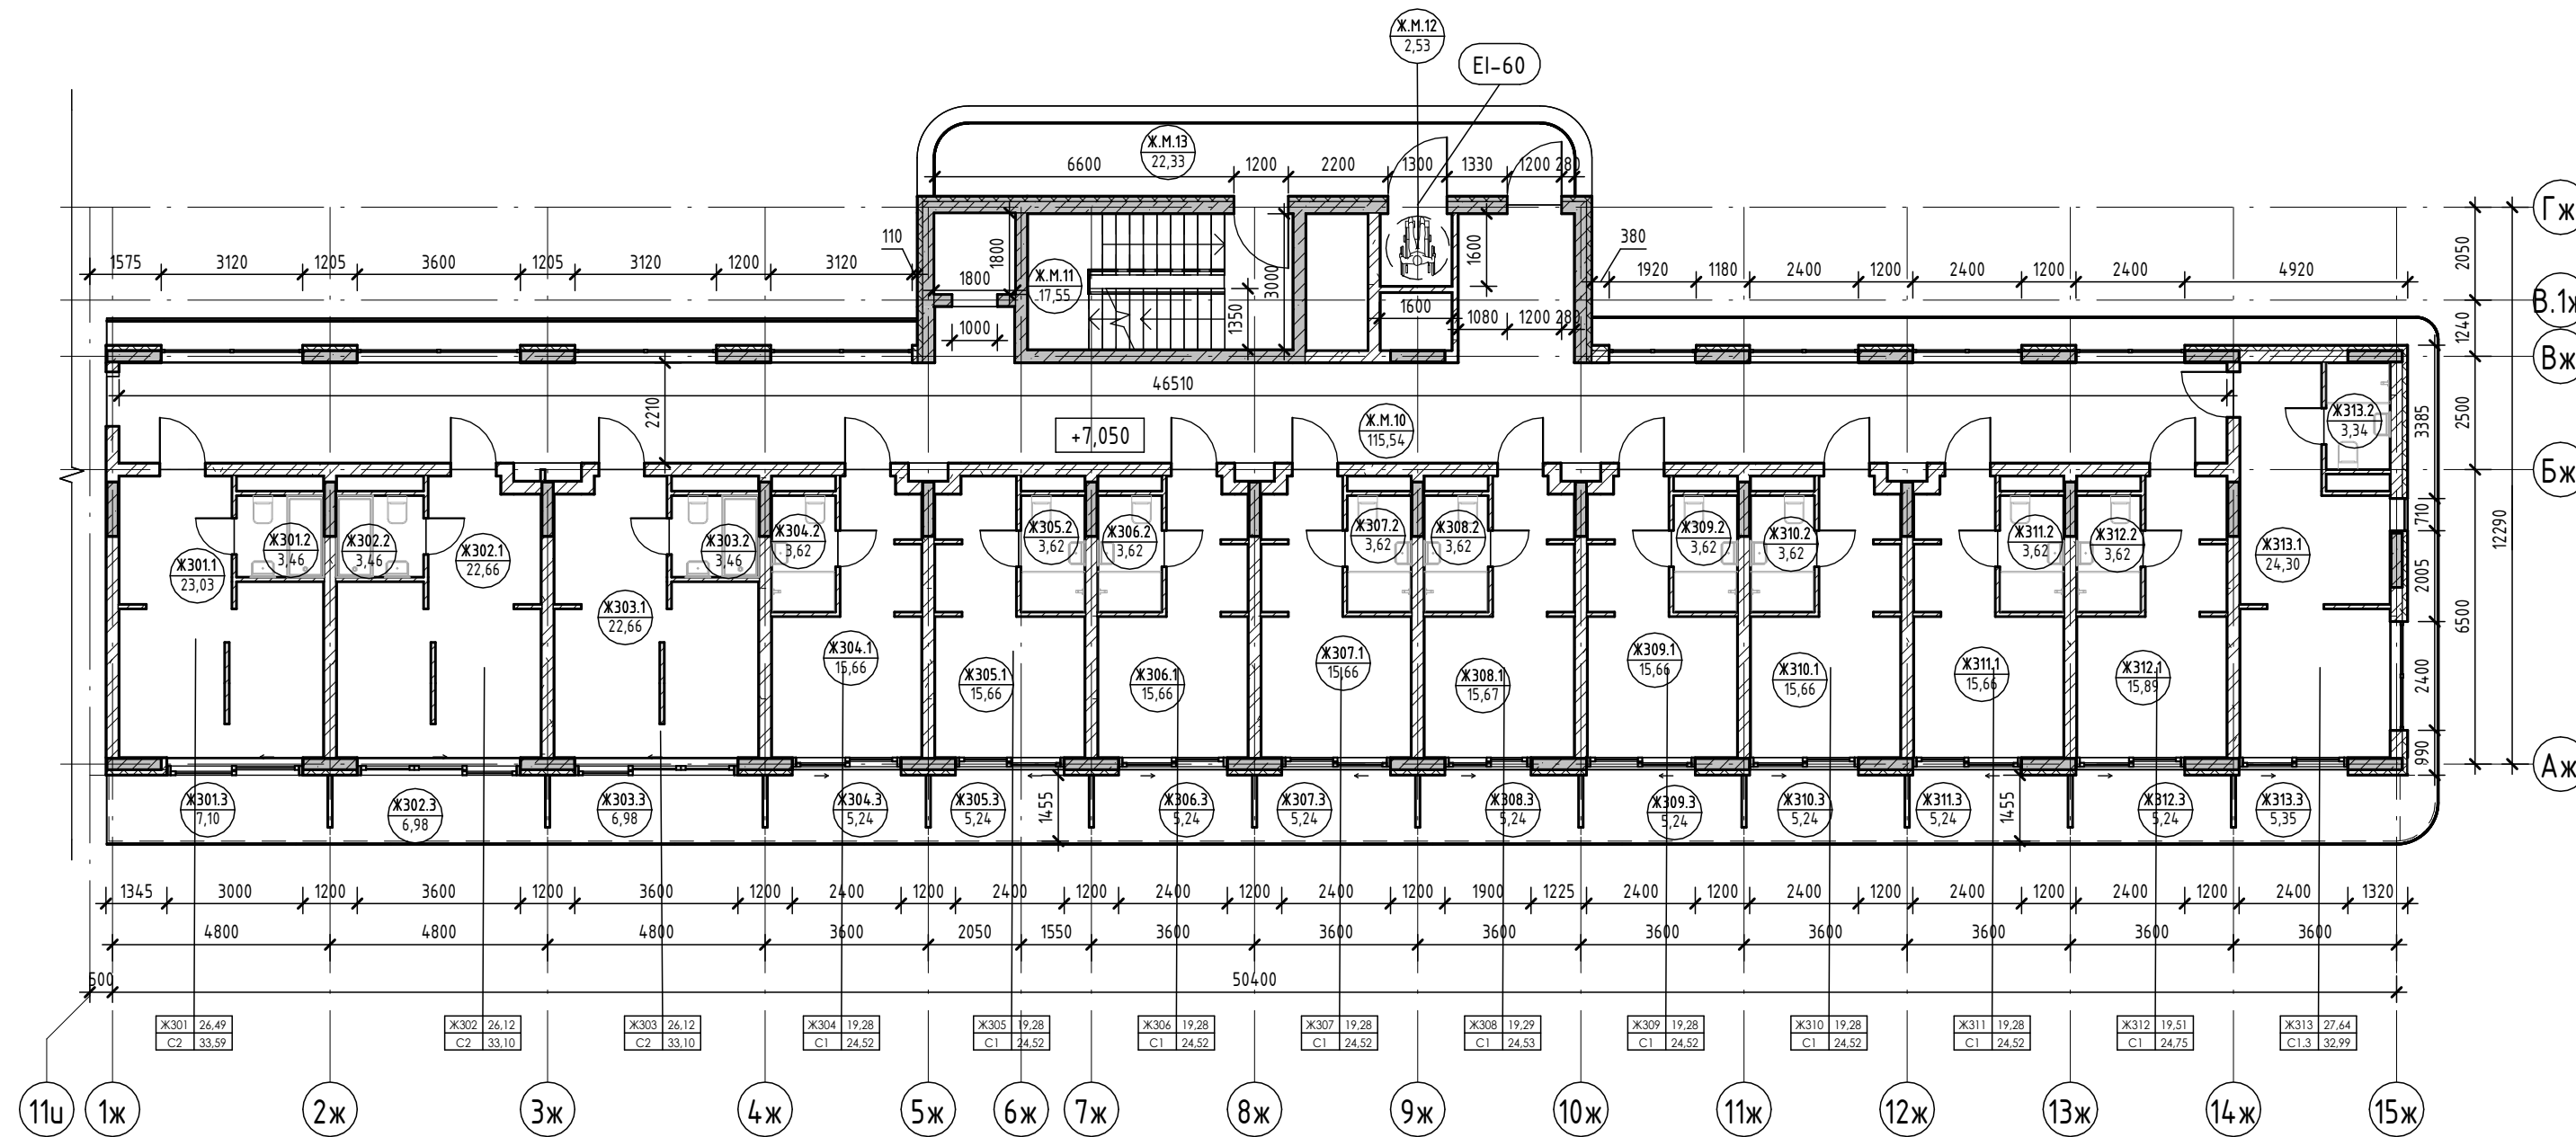 Ж.М.12
2,53
EI-60
Ж.М.13
22,33
6600 1200 2200 1300 1330 1200 280
Гж
110
1800
3000
1600
380
2050
1575 3120 1205 3600 1205 3120 1200 3120
1800
Ж.М.11
17,55
1920 1180 2400 1200 2400 1200 2400 4920
12290
В.1ж
1000
1350
1600
1080 1200 280
1240
Вж
46510
2210
+7,050
Ж.М.10
115,54
Ж313.2
3,34
3385
2500
Бж
Ж301.1
23,03
Ж301.2
3,46
Ж302.2
3,46
Ж302.1
22,66
Ж303.1
22,66
Ж303.2
3,46
Ж304.2
3,62
Ж304.1
15,66
Ж305.2
3,62
Ж305.1
15,66
Ж306.2
3,62
Ж306.1
15,66
Ж307.2
3,62
Ж307.1
15,66
Ж308.2
3,62
Ж308.1
15,67
Ж309.2
3,62
Ж309.1
15,66
Ж310.2
3,62
Ж310.1
15,66
Ж311.2
3,62
Ж311.1
15,66
Ж312.2
3,62
Ж312.1
15,89
Ж313.1
24,30
710
2005
2400
990
6500
Аж
Ж301.3
7,10
Ж302.3
6,98
Ж303.3
6,98
Ж304.3
5,24
Ж305.3
5,24
1455
Ж306.3
5,24
Ж307.3
5,24
Ж308.3
5,24
Ж309.3
5,24
Ж310.3
5,24
Ж311.3
5,24
1455
Ж312.3
5,24
Ж313.3
5,35
1345 3000 1200 3600 1200 3600 1200 2400 1200 2400 1200 2400 1200 2400 1200 1900 1225 2400 1200 2400 1200 2400 1200 2400 1200 2400 1320
4800 4800 4800 3600 2050 1550 3600 3600 3600 3600 3600 3600 3600 3600
500 50400
Ж301 26,49
С2 33,59
Ж302 26,12
С2 33,10
Ж303 26,12
С2 33,10
Ж304 19,28
С1 24,52
Ж305 19,28
С1 24,52
Ж306 19,28
С1 24,52
Ж307 19,28
С1 24,52
Ж308 19,29
С1 24,53
Ж309 19,28
С1 24,52
Ж310 19,28
С1 24,52
Ж311 19,28
С1 24,52
Ж312 19,51
С1 24,75
Ж313 27,64
С1.3 32,99
11и 1ж 2ж 3ж 4ж 5ж 6ж 7ж 8ж 9ж 10ж 11ж 12ж 13ж 14ж 15ж